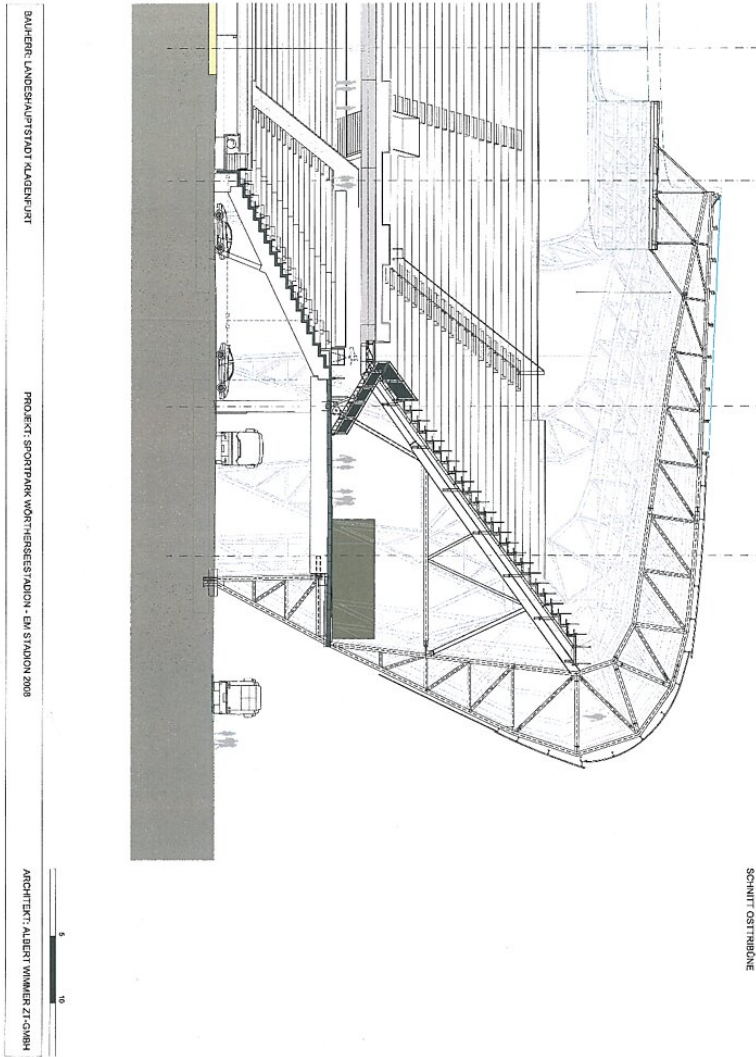 SCHNITT OSTTRIBÜNE
5 10
BAUHERR: LANDESHAUPTSTADT KLAGENFURT PROJEKT: SPORTPARK WÖRTHERSEESTADION - EM STADION 2008 ARCHITEKT: ALBERT WIMMER ZT-GMBH